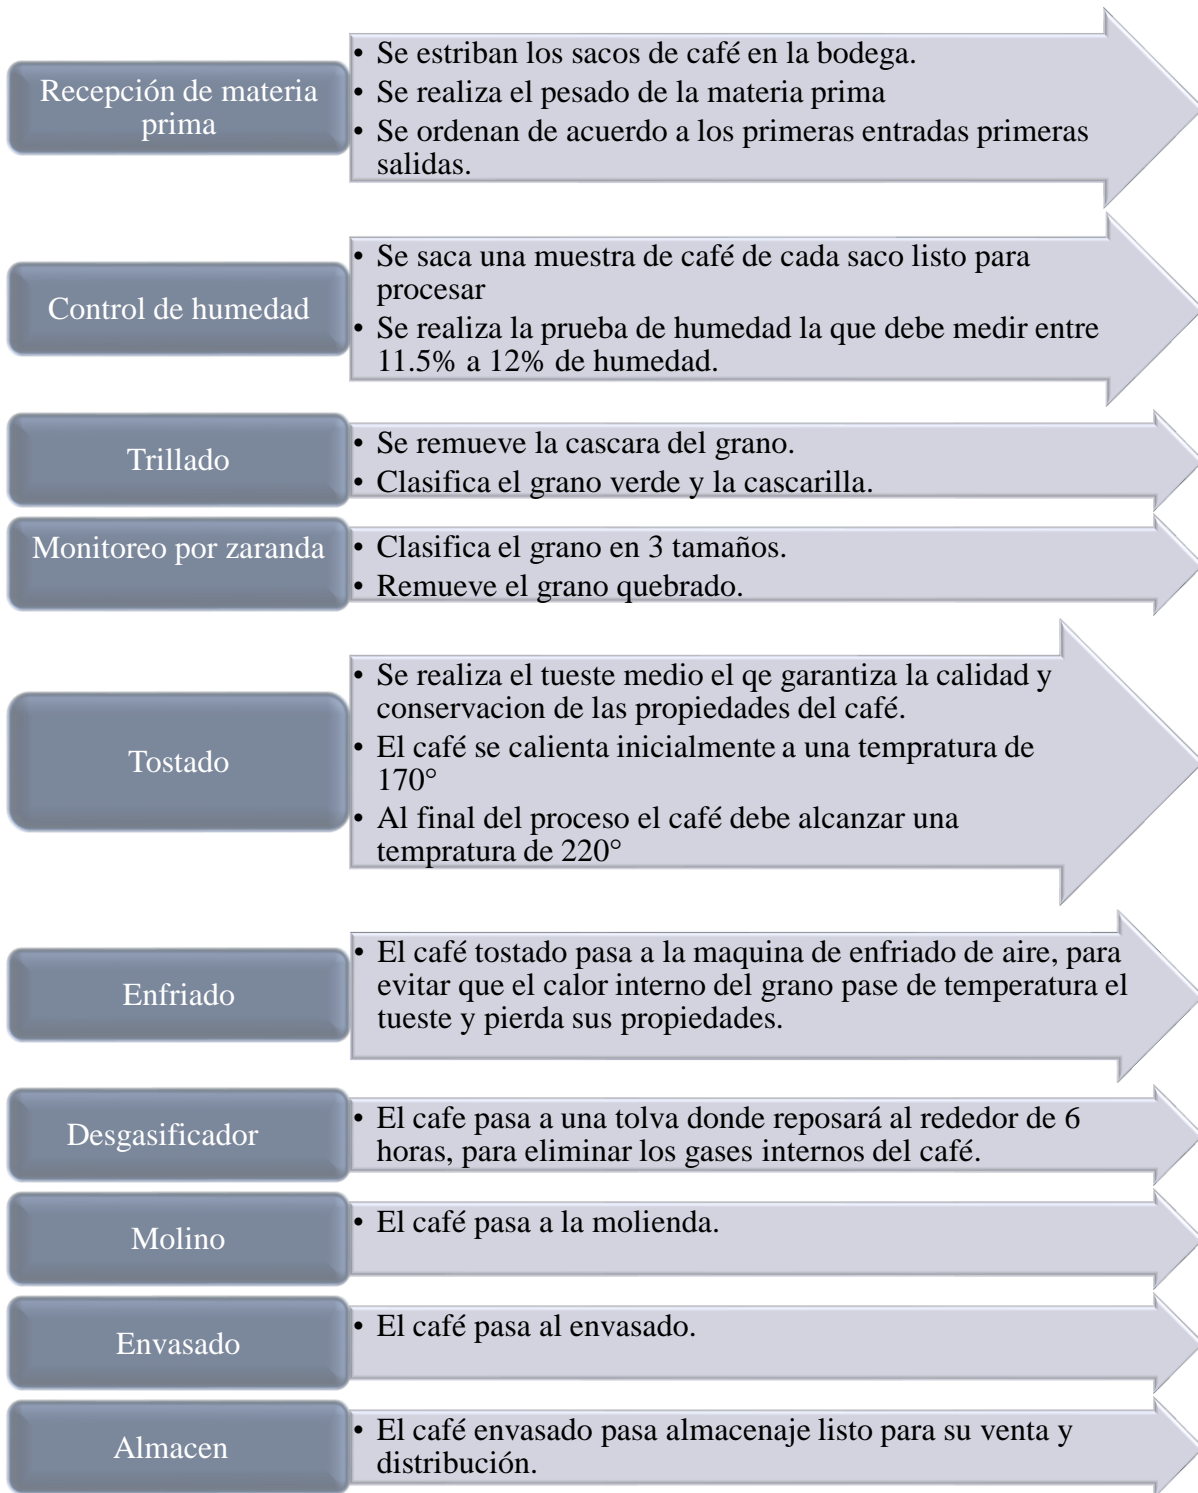 Recepción de materia
prima
• Se estriban los sacos de café en la bodega.
• Se realiza el pesado de la materia prima
• Se ordenan de acuerdo a los primeras entradas primeras
salidas.
Control de humedad
• Se saca una muestra de café de cada saco listo para
procesar
• Se realiza la prueba de humedad la que debe medir entre
11.5% a 12% de humedad.
Trillado
• Se remueve la cascara del grano.
• Clasifica el grano verde y la cascarilla.
Monitoreo por zaranda
• Clasifica el grano en 3 tamaños.
• Remueve el grano quebrado.
Tostado
• Se realiza el tueste medio el qe garantiza la calidad y
conservacion de las propiedades del café.
• El café se calienta inicialmente a una tempratura de
170°
• Al final del proceso el café debe alcanzar una
tempratura de 220°
Enfriado
• El café tostado pasa a la maquina de enfriado de aire, para
evitar que el calor interno del grano pase de temperatura el
tueste y pierda sus propiedades.
Desgasificador
• El cafe pasa a una tolva donde reposará al rededor de 6
horas, para eliminar los gases internos del café.
Molino
• El café pasa a la molienda.
Envasado
• El café pasa al envasado.
Almacen
• El café envasado pasa almacenaje listo para su venta y
distribución.